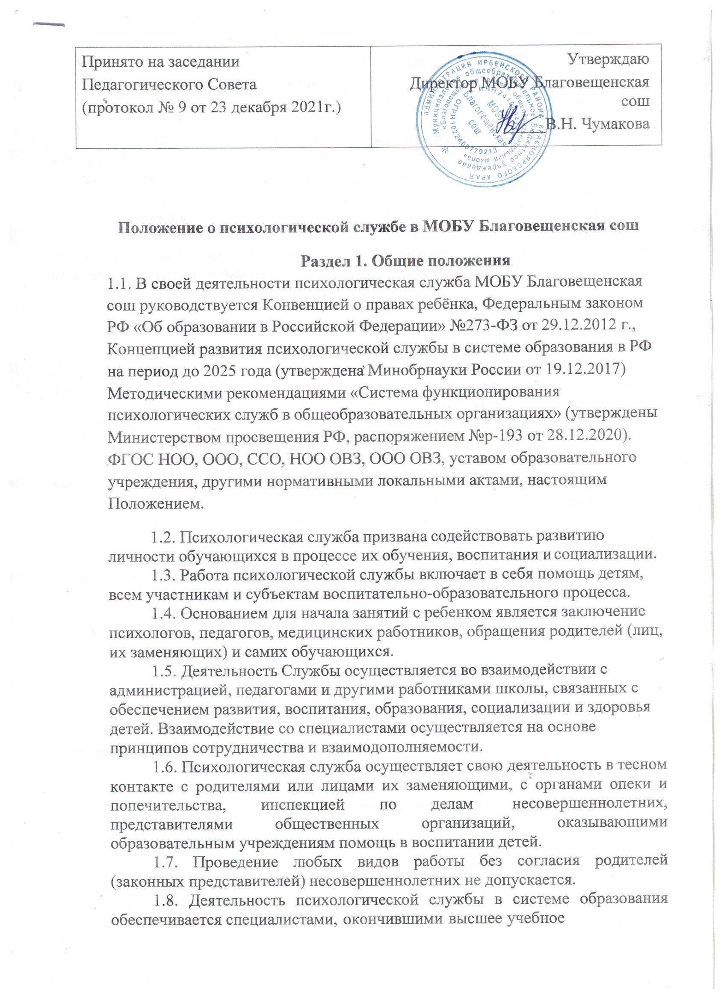 Принято на заседании
Педагогического Совета
(протокол № 9 от 23 декабря 2021г.)
Утверждаю
Директор МОБУ Благовещенская
сош
В.Н. Чумакова
АДМИНИСТРАЦИЯ ИРБЕЙСКОГО РАЙОНА КРАСНОЯРСКОГО КРАЯ
Муниципальное общеобразовательное бюджетное учреждение
«Благовещенская средняя общеобразовательная школа»
ОГРН 1022400779213
ИНН
МОБУ
Благовещенская
сош
Положение о психологической службе в МОБУ Благовещенская сош
Раздел 1. Общие положения
1.1. В своей деятельности психологическая служба МОБУ Благовещенская
сош руководствуется Конвенцией о правах ребёнка, Федеральным законом
РФ «Об образовании в Российской Федерации» №273-ФЗ от 29.12.2012 г.,
Концепцией развития психологической службы в системе образования в РФ
на период до 2025 года (утверждена Минобрнауки России от 19.12.2017)
Методическими рекомендациями «Система функционирования
психологических служб в общеобразовательных организациях» (утверждены
Министерством просвещения РФ, распоряжением №р-193 от 28.12.2020).
ФГОС НОО, ООО, ССО, НОО ОВЗ, ООО ОВЗ, уставом образовательного
учреждения, другими нормативными локальными актами, настоящим
Положением.
1.2. Психологическая служба призвана содействовать развитию
личности обучающихся в процессе их обучения, воспитания и социализации.
1.3. Работа психологической службы включает в себя помощь детям,
всем участникам и субъектам воспитательно-образовательного процесса.
1.4. Основанием для начала занятий с ребенком является заключение
психологов, педагогов, медицинских работников, обращения родителей (лиц,
их заменяющих) и самих обучающихся.
1.5. Деятельность Службы осуществляется во взаимодействии с
администрацией, педагогами и другими работниками школы, связанных с
обеспечением развития, воспитания, образования, социализации и здоровья
детей. Взаимодействие со специалистами осуществляется на основе
принципов сотрудничества и взаимодополняемости.
1.6. Психологическая служба осуществляет свою деятельность в тесном
контакте с родителями или лицами их заменяющими, с органами опеки и
попечительства, инспекцией по делам несовершеннолетних,
представителями общественных организаций, оказывающими
образовательным учреждениям помощь в воспитании детей.
1.7. Проведение любых видов работы без согласия родителей
(законных представителей) несовершеннолетних не допускается.
1.8. Деятельность психологической службы в системе образования
обеспечивается специалистами, окончившими высшее учебное